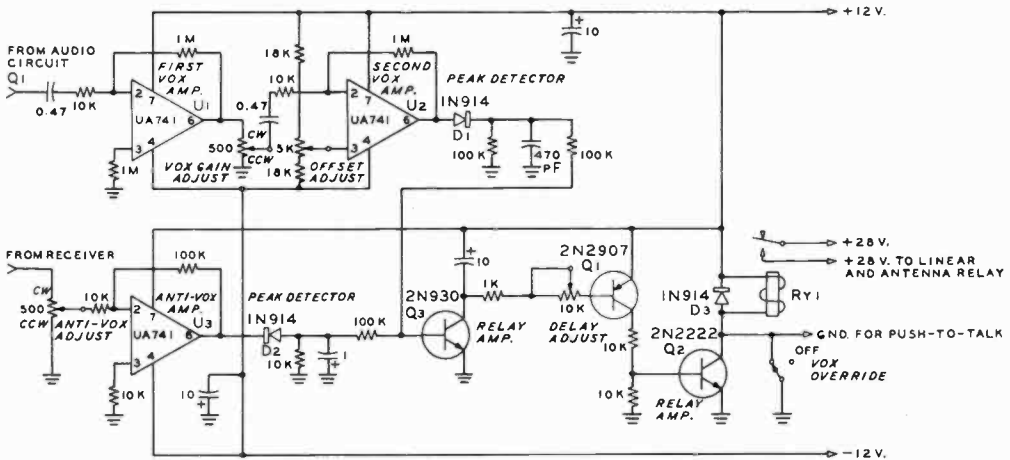 +12V.
10
1M
1M
FROM AUDIO
CIRCUIT
Q1
0.47
10K
FIRST
VOX
AMP.
U1
2 7
UA741 6
3 4
1M
18K
10K
0.47
SECOND
VOX
AMP.
U2
2 7
UA741 6
3 4
PEAK DETECTOR
1N914
D1
100K
470
PF
100K
CW
500
CCW
VOX GAIN
ADJUST
5K
18K
OFFSET
ADJUST
FROM RECEIVER
CW
500
CCW
10K
ANTI-VOX
ADJUST
100K
ANTI-VOX
AMP.
U3
2 7
UA741 6
3 4
10K
10
PEAK DETECTOR
1N914
D2
10K
1
100K
10
2N930
Q3
RELAY
AMP.
1K
10K
DELAY
ADJUST
2N2907
Q1
10K
10K
2N2222
Q2
RELAY
AMP.
1N914
D3
RY1
+28V.
+28V. TO LINEAR
AND ANTENNA RELAY
GND. FOR PUSH-TO-TALK
OFF
VOX
OVERRIDE
-12V.